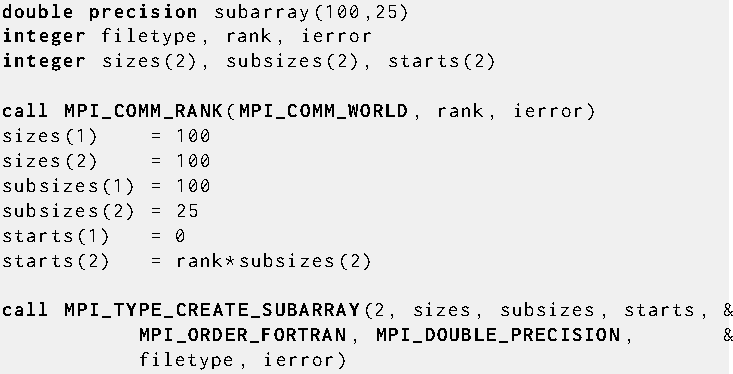 double precision subarray(100,25)
integer filetype, rank, ierror
integer sizes(2), subsizes(2), starts(2)
call MPI_COMM_RANK(MPI_COMM_WORLD, rank, ierror)
sizes(1)    = 100
sizes(2)    = 100
subsizes(1) = 100
subsizes(2) = 25
starts(1)   = 0
starts(2)   = rank*subsizes(2)
call MPI_TYPE_CREATE_SUBARRAY(2, sizes, subsizes, starts, &
           MPI_ORDER_FORTRAN, MPI_DOUBLE_PRECISION,       &
           filetype, ierror)